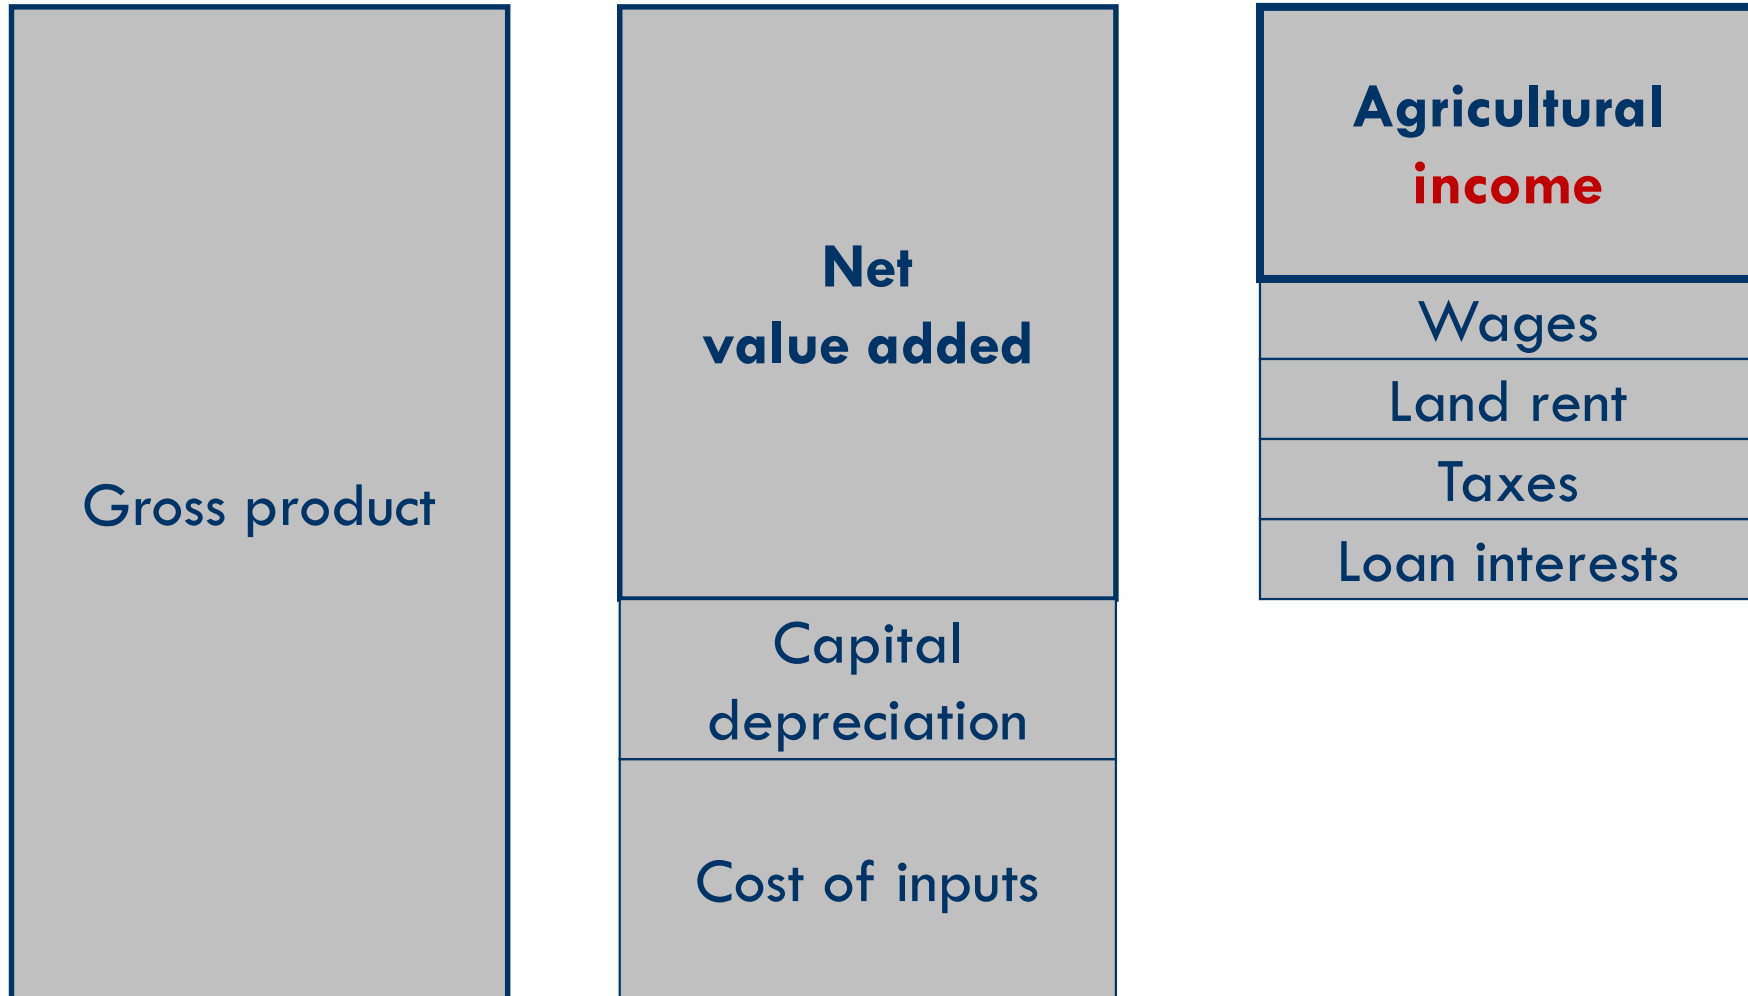 Gross product
Net
value added
Capital
depreciation
Cost of inputs
Agricultural
income
Wages
Land rent
Taxes
Loan interests